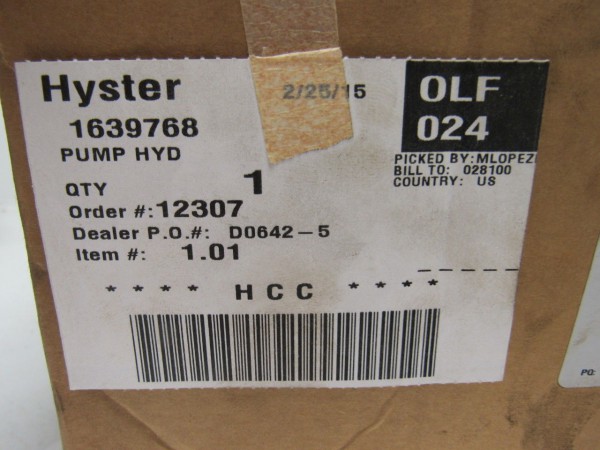 Hyster
2/25/15
OLF
024
1639768
PUMP HYD
PICKED BY:MLOPEZ
BILL TO: 028100
COUNTRY: US
QTY 1
Order #:12307
Dealer P.O.#: D0642-5
Item #: 1.01
* * * * H C C * * * *
PO: